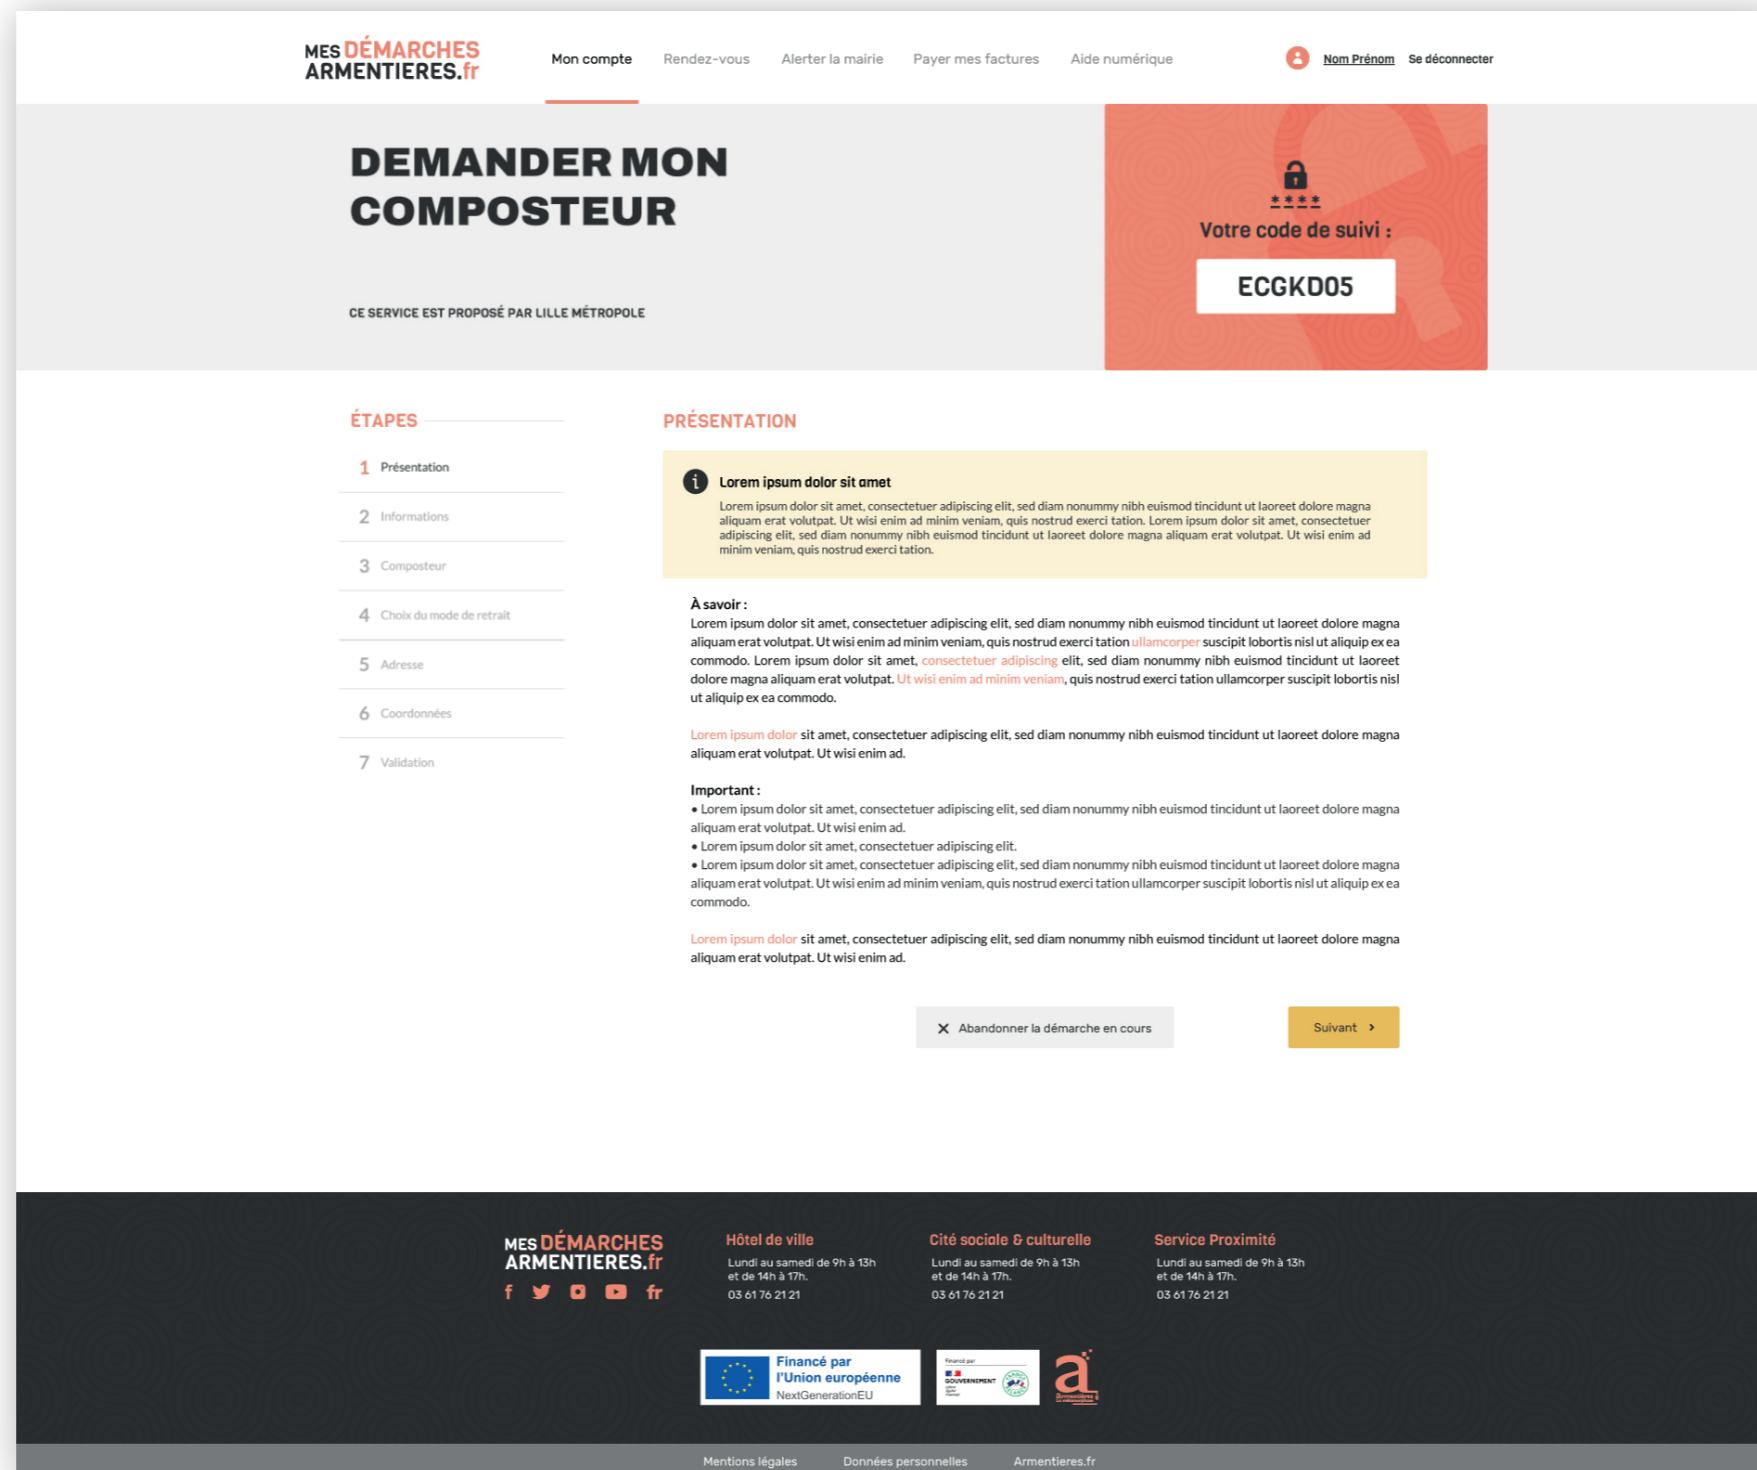 MES DÉMARCHES
ARMENTIERES.fr
Mon compte
Rendez-vous
Alerter la mairie
Payer mes factures
Aide numérique
Nom Prénom
Se déconnecter
DEMANDER MON
COMPOSTEUR
CE SERVICE EST PROPOSÉ PAR LILLE MÉTROPOLE
****
Votre code de suivi :
ECGKD05
ÉTAPES
1 Présentation
2 Informations
3 Composteur
4 Choix du mode de retrait
5 Adresse
6 Coordonnées
7 Validation
PRÉSENTATION
Lorem ipsum dolor sit amet
Lorem ipsum dolor sit amet, consectetuer adipiscing elit, sed diam nonummy nibh euismod tincidunt ut laoreet dolore magna
aliquam erat volutpat. Ut wisi enim ad minim veniam, quis nostrud exerci tation. Lorem ipsum dolor sit amet, consectetuer
adipiscing elit, sed diam nonummy nibh euismod tincidunt ut laoreet dolore magna aliquam erat volutpat. Ut wisi enim ad
minim veniam, quis nostrud exerci tation.
À savoir :
Lorem ipsum dolor sit amet, consectetuer adipiscing elit, sed diam nonummy nibh euismod tincidunt ut laoreet dolore magna
aliquam erat volutpat. Ut wisi enim ad minim veniam, quis nostrud exerci tation ullamcorper suscipit lobortis nisl ut aliquip ex ea
commodo. Lorem ipsum dolor sit amet, consectetuer adipiscing elit, sed diam nonummy nibh euismod tincidunt ut laoreet
dolore magna aliquam erat volutpat. Ut wisi enim ad minim veniam, quis nostrud exerci tation ullamcorper suscipit lobortis nisl
ut aliquip ex ea commodo.
Lorem ipsum dolor sit amet, consectetuer adipiscing elit, sed diam nonummy nibh euismod tincidunt ut laoreet dolore magna
aliquam erat volutpat. Ut wisi enim ad.
Important :
• Lorem ipsum dolor sit amet, consectetuer adipiscing elit, sed diam nonummy nibh euismod tincidunt ut laoreet dolore magna
aliquam erat volutpat. Ut wisi enim ad.
• Lorem ipsum dolor sit amet, consectetuer adipiscing elit.
• Lorem ipsum dolor sit amet, consectetuer adipiscing elit, sed diam nonummy nibh euismod tincidunt ut laoreet dolore magna
aliquam erat volutpat. Ut wisi enim ad minim veniam, quis nostrud exerci tation ullamcorper suscipit lobortis nisl ut aliquip ex ea
commodo.
Lorem ipsum dolor sit amet, consectetuer adipiscing elit, sed diam nonummy nibh euismod tincidunt ut laoreet dolore magna
aliquam erat volutpat. Ut wisi enim ad.
Abandonner la démarche en cours
Suivant
MES DÉMARCHES
ARMENTIERES.fr
fr
Hôtel de ville
Lundi au samedi de 9h à 13h
et de 14h à 17h.
03 61 76 21 21
Cité sociale & culturelle
Lundi au samedi de 9h à 13h
et de 14h à 17h.
03 61 76 21 21
Service Proximité
Lundi au samedi de 9h à 13h
et de 14h à 17h.
03 61 76 21 21
Financé par
l'Union européenne
NextGenerationEU
Financé par
GOUVERNEMENT
a
Mentions légales
Données personnelles
Armentieres.fr